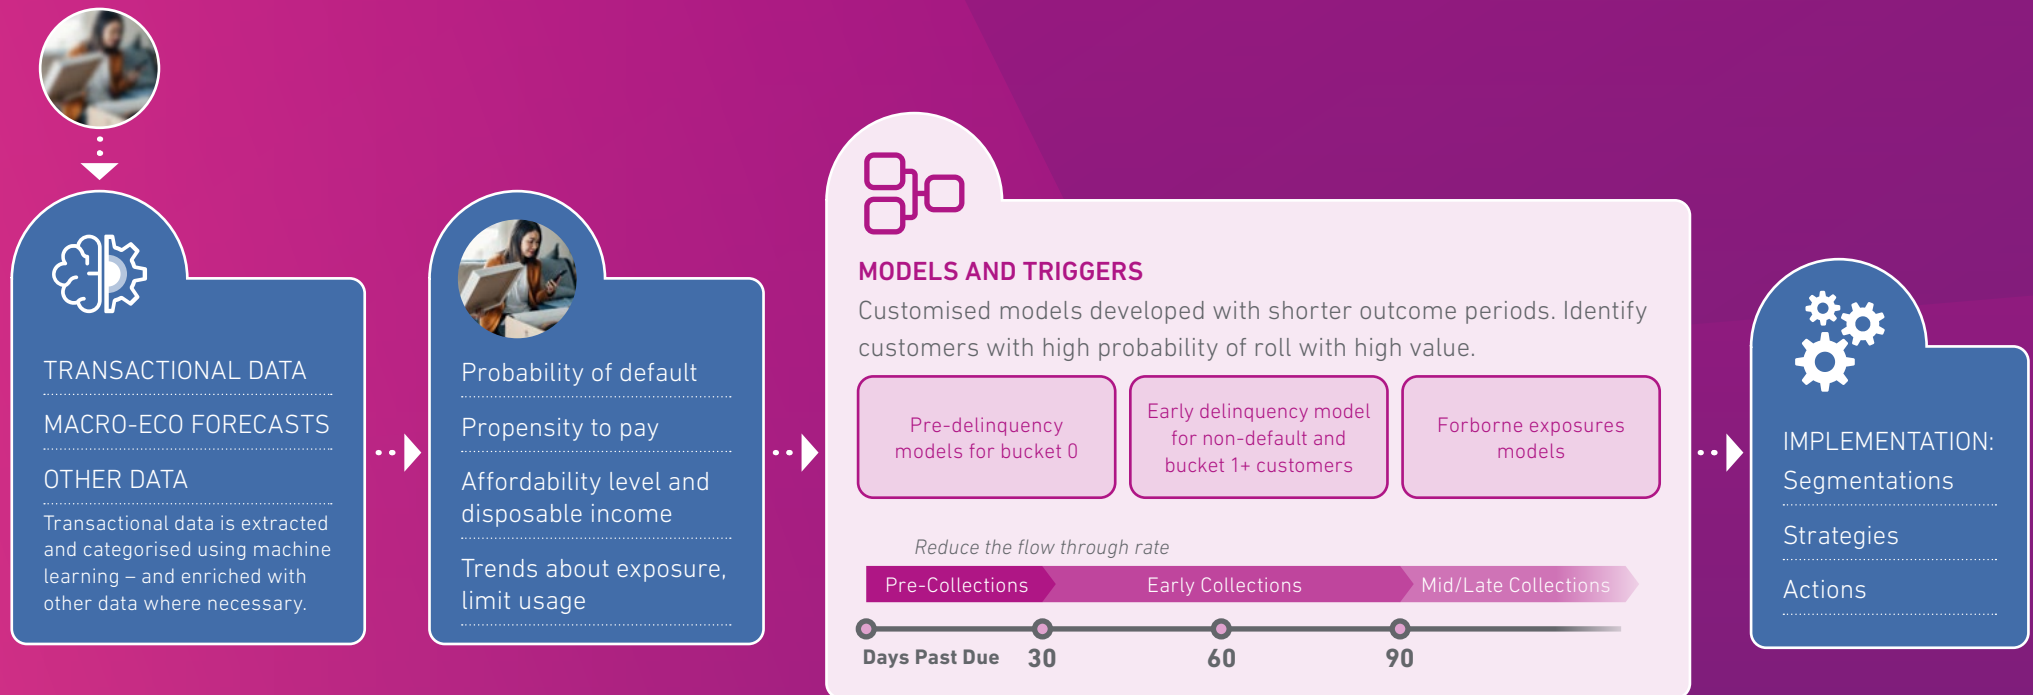 TRANSACTIONAL DATA
MACRO-ECO FORECASTS
OTHER DATA
Transactional data is extracted
and categorised using machine
learning – and enriched with
other data where necessary.
Probability of default
Propensity to pay
Affordability level and
disposable income
Trends about exposure,
limit usage
MODELS AND TRIGGERS
Customised models developed with shorter outcome periods. Identify
customers with high probability of roll with high value.
Pre-delinquency
models for bucket 0
Early delinquency model
for non-default and
bucket 1+ customers
Forborne exposures
models
Reduce the flow through rate
Pre-Collections
Early Collections
Mid/Late Collections
Days Past Due
30
60
90
IMPLEMENTATION:
Segmentations
Strategies
Actions